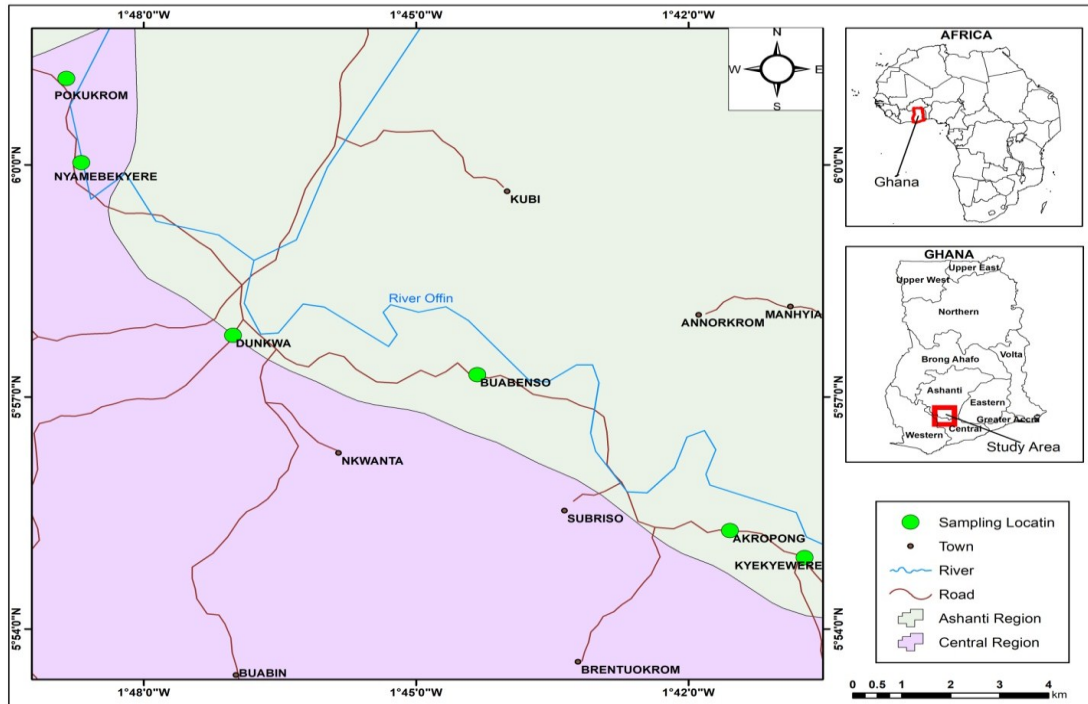 1°48'0"W
1°45'0"W
1°42'0"W
N
W
E
S
POKUKROM
6°0'0"N
6°0'0"N
NYAMEBEKYERE
KUBI
River Offin
ANNORKROM
MANHYIA
DUNKWA
BUABENSO
5°57'0"N
5°57'0"N
NKWANTA
SUBRISO
AKROPONG
KYEKYEWERE
5°54'0"N
5°54'0"N
BUABIN
BRENTUOKROM
1°48'0"W
1°45'0"W
1°42'0"W
AFRICA
Ghana
GHANA
Upper East
Upper West
Northern
Brong Ahafo
Volta
Ashanti
Eastern
Greater Accra
Central
Western
Study Area
Sampling Locatin
Town
River
Road
Ashanti Region
Central Region
0 0.5 1 2 3 4
km